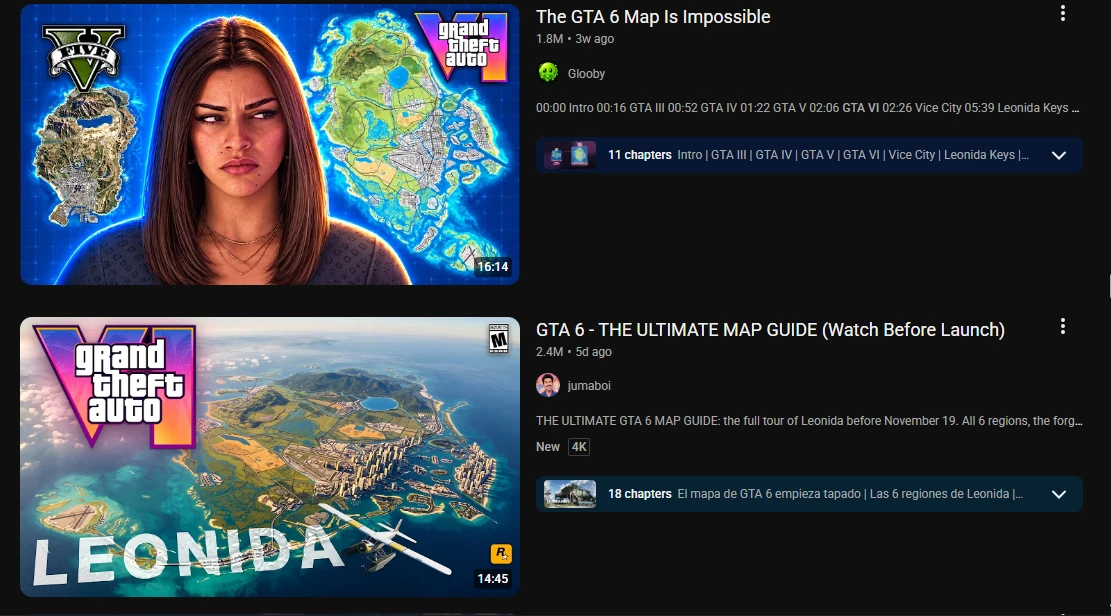 FIVE
grand
theft
auto
VI
16:14
The GTA 6 Map Is Impossible
1.8M • 3w ago
Glooby
00:00 Intro 00:16 GTA III 00:52 GTA IV 01:22 GTA V 02:06 GTA VI 02:26 Vice City 05:39 Leonida Keys ...
11 chapters Intro | GTA III | GTA IV | GTA V | GTA VI | Vice City | Leonida Keys |...
VI
grand
theft
auto
M
LEONIDA
R
14:45
GTA 6 - THE ULTIMATE MAP GUIDE (Watch Before Launch)
2.4M • 5d ago
jumaboi
THE ULTIMATE GTA 6 MAP GUIDE: the full tour of Leonida before November 19. All 6 regions, the forg...
New 4K
18 chapters El mapa de GTA 6 empieza tapado | Las 6 regiones de Leonida |...